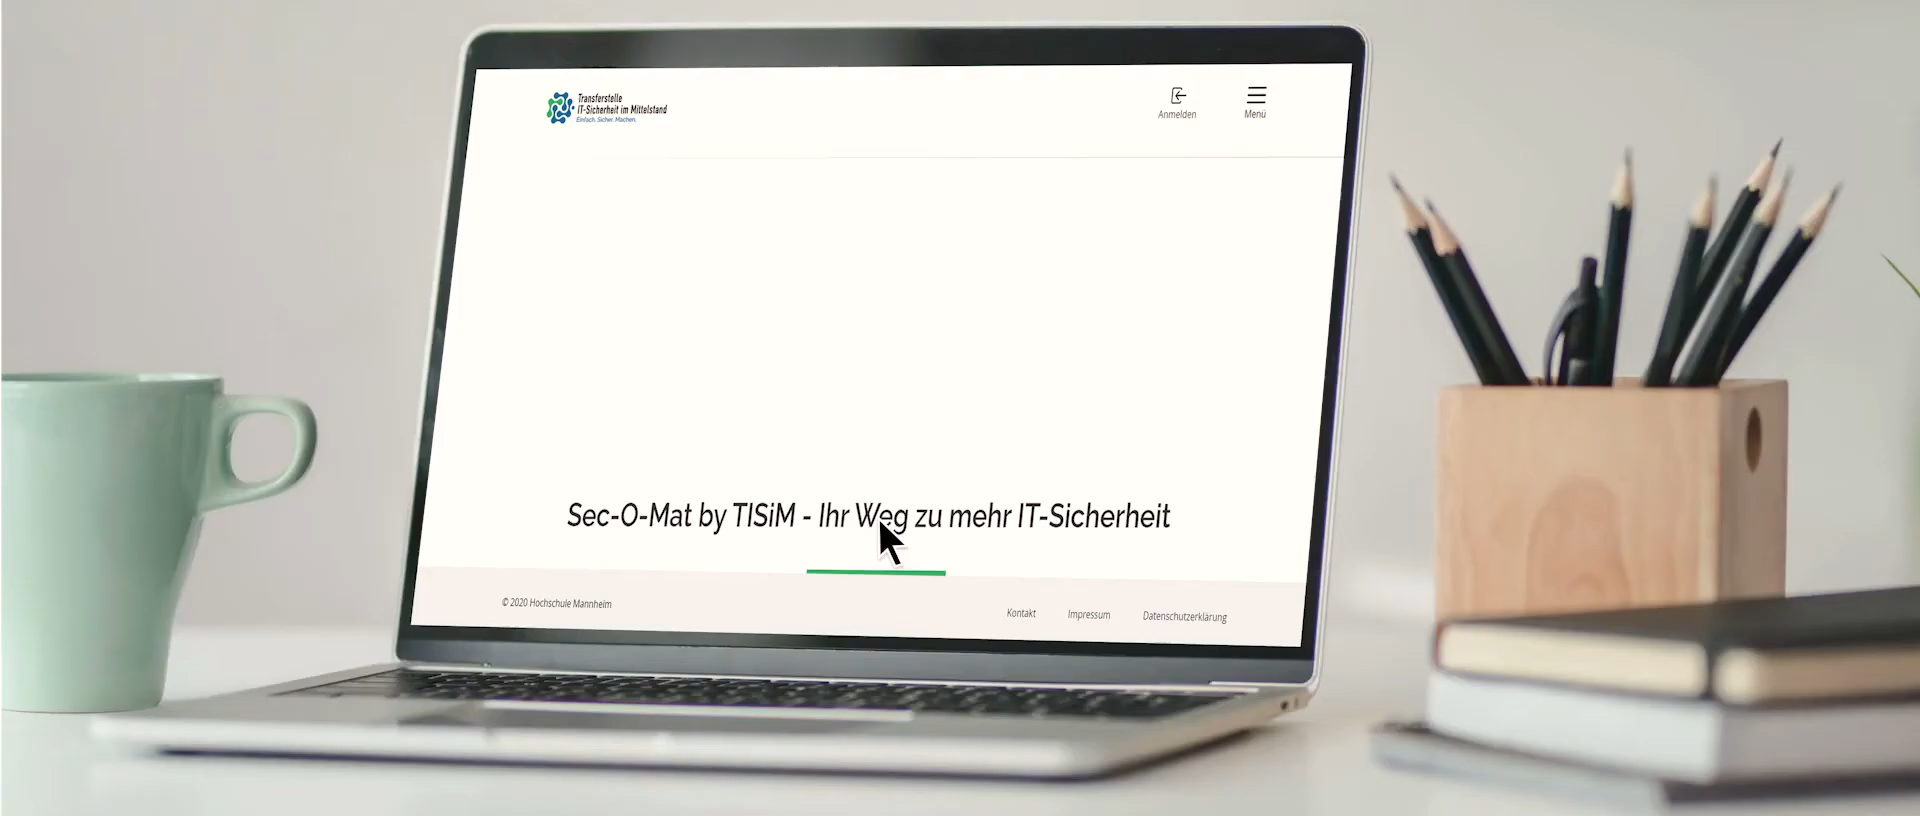 Transferstelle
IT-Sicherheit im Mittelstand
Einfach. Sicher. Machen.
Anmelden
Menü
Sec-O-Mat by TISiM - Ihr Weg zu mehr IT-Sicherheit
© 2020 Hochschule Mannheim
Kontakt
Impressum
Datenschutzerklärung